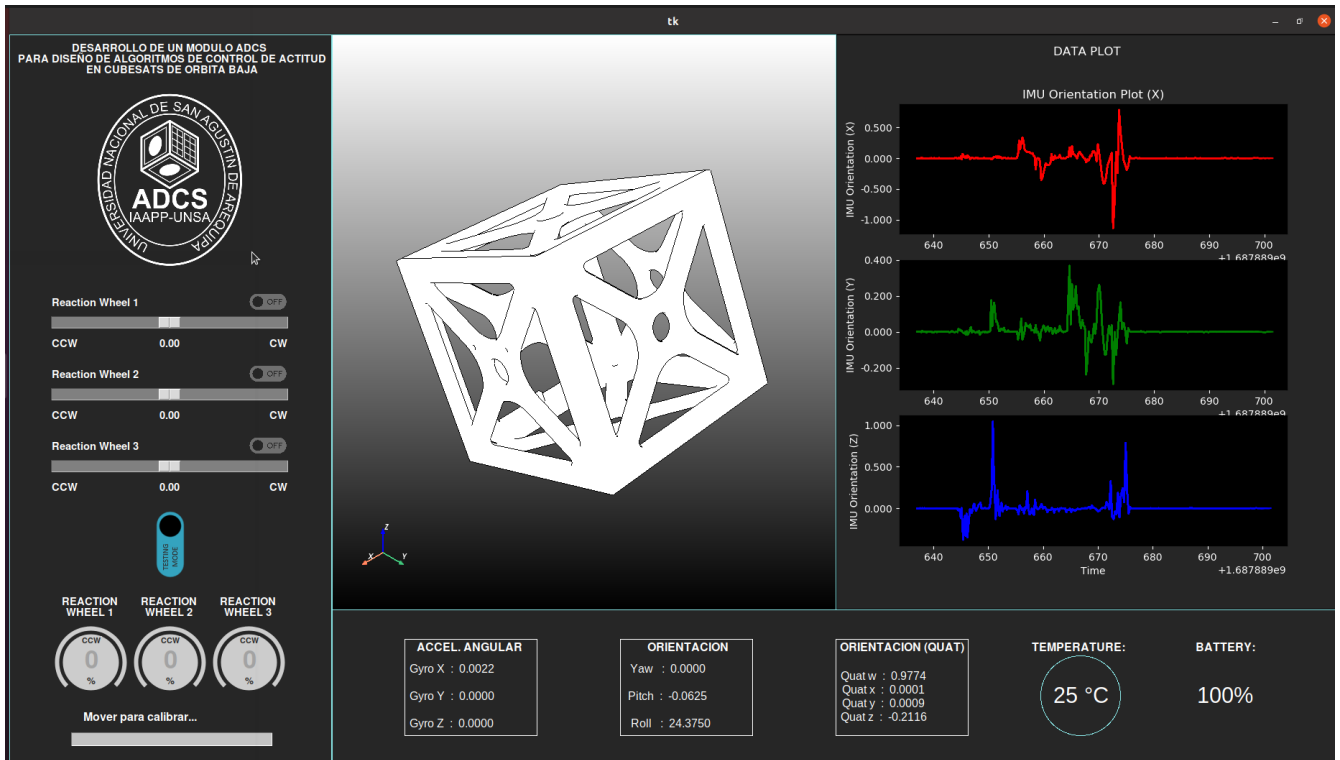 tk
DESARROLLO DE UN MODULO ADCS
PARA DISEÑO DE ALGORITMOS DE CONTROL DE ACTITUD
EN CUBESATS DE ORBITA BAJA
UNIVERSIDAD NACIONAL DE SAN AGUSTIN DE AREQUIPA
ADCS
IAAPP-UNSA
Reaction Wheel 1
OFF
CCW 0.00 CW
Reaction Wheel 2
OFF
CCW 0.00 CW
Reaction Wheel 3
OFF
CCW 0.00 CW
TESTING
MODE
REACTION
WHEEL 1
CCW
0
%
REACTION
WHEEL 2
CCW
0
%
REACTION
WHEEL 3
CCW
0
%
Mover para calibrar...
Z
X
Y
DATA PLOT
IMU Orientation Plot (X)
IMU Orientation (X)
0.500
0.000
-0.500
-1.000
640 650 660 670 680 690 700
+1.687889e9
IMU Orientation (Y)
0.400
0.200
0.000
-0.200
640 650 660 670 680 690 700
+1.687889e9
IMU Orientation (Z)
1.000
0.500
0.000
640 650 660 670 680 690 700
Time
+1.687889e9
ACCEL. ANGULAR
Gyro X : 0.0022
Gyro Y : 0.0000
Gyro Z : 0.0000
ORIENTACION
Yaw : 0.0000
Pitch : -0.0625
Roll : 24.3750
ORIENTACION (QUAT)
Quat w : 0.9774
Quat x : 0.0001
Quat y : 0.0009
Quat z : -0.2116
TEMPERATURE:
25 °C
BATTERY:
100%